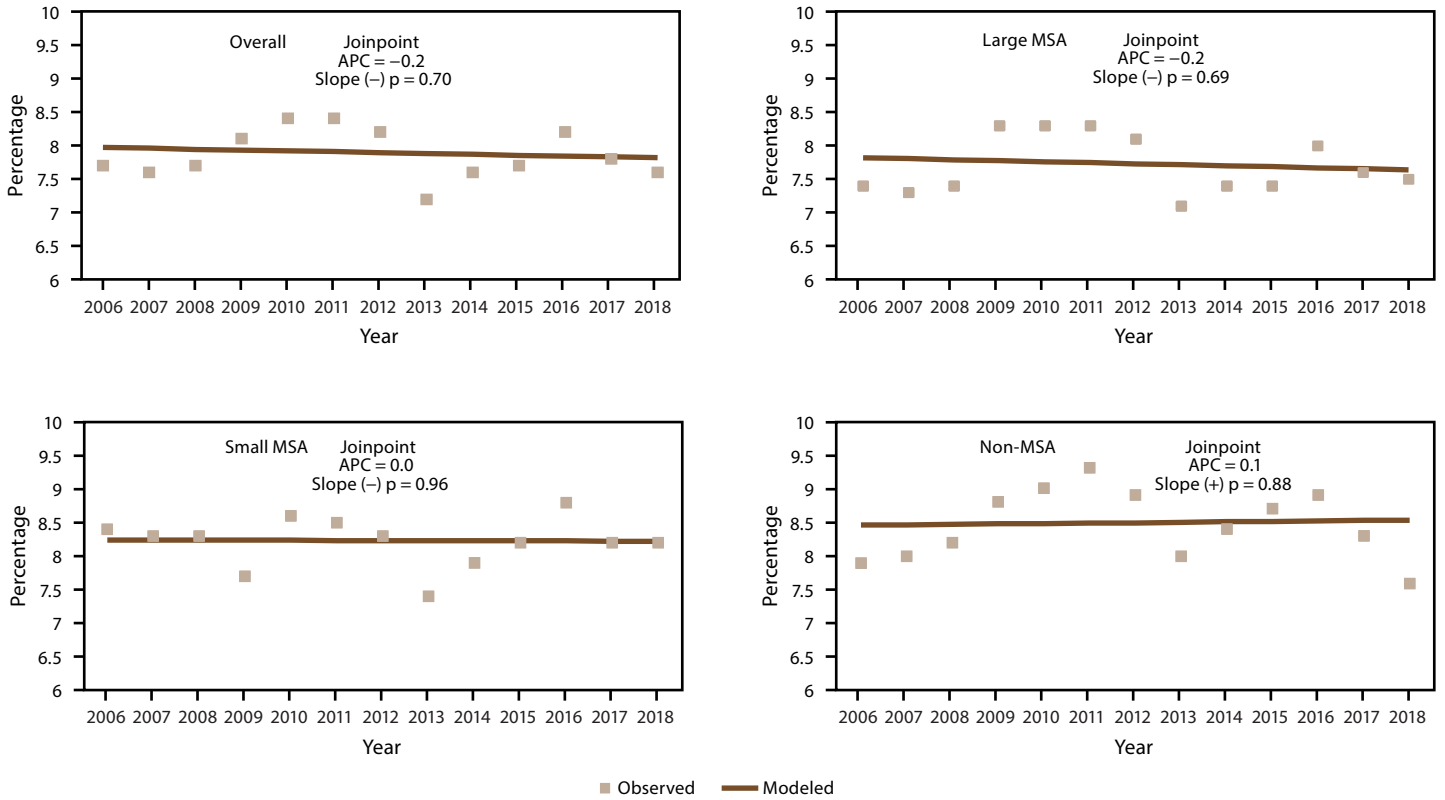 Overall
Joinpoint
APC = −0.2
Slope (−) p = 0.70
Percentage
10
9.5
9
8.5
8
7.5
7
6.5
6
2006 2007 2008 2009 2010 2011 2012 2013 2014 2015 2016 2017 2018
Year
Large MSA
Joinpoint
APC = −0.2
Slope (−) p = 0.69
Percentage
10
9.5
9
8.5
8
7.5
7
6.5
6
2006 2007 2008 2009 2010 2011 2012 2013 2014 2015 2016 2017 2018
Year
Small MSA
Joinpoint
APC = 0.0
Slope (−) p = 0.96
Percentage
10
9.5
9
8.5
8
7.5
7
6.5
6
2006 2007 2008 2009 2010 2011 2012 2013 2014 2015 2016 2017 2018
Year
Non-MSA
Joinpoint
APC = 0.1
Slope (+) p = 0.88
Percentage
10
9.5
9
8.5
8
7.5
7
6.5
6
2006 2007 2008 2009 2010 2011 2012 2013 2014 2015 2016 2017 2018
Year
Observed
Modeled